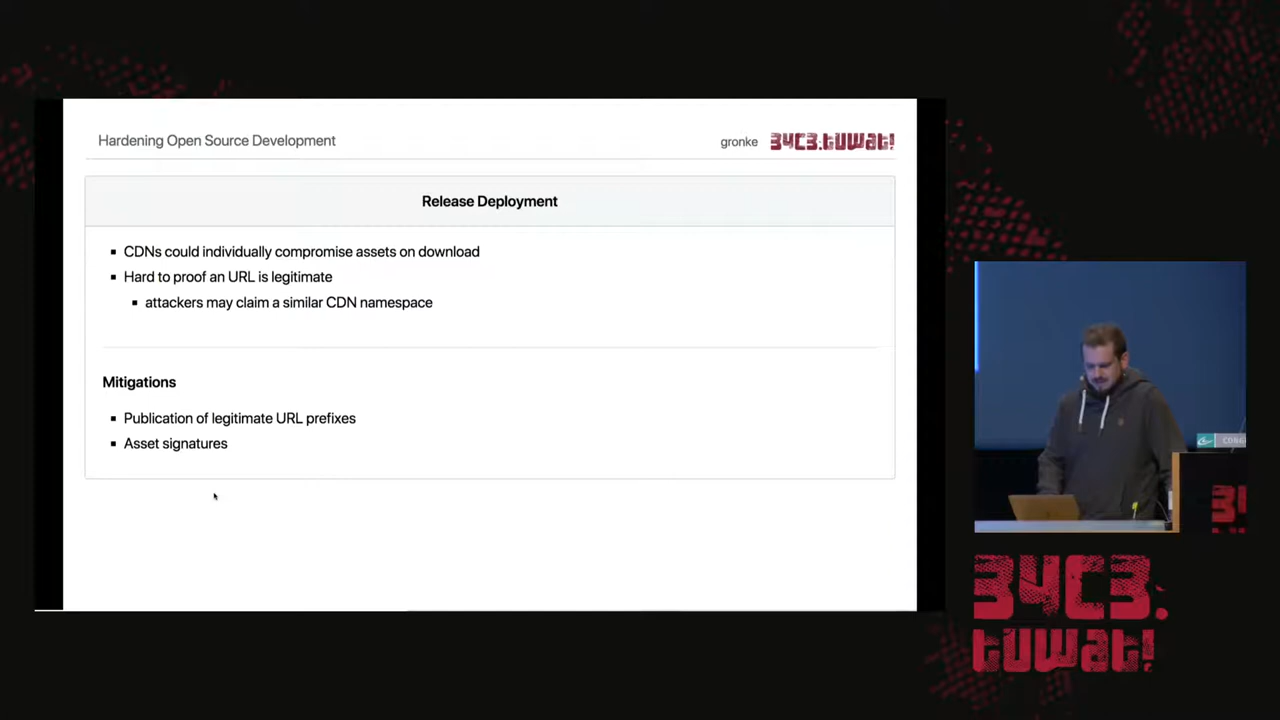 Hardening Open Source Development
gronke 34C3.tuwat!
Release Deployment
CDNs could individually compromise assets on download
Hard to proof an URL is legitimate
attackers may claim a similar CDN namespace
Mitigations
Publication of legitimate URL prefixes
Asset signatures
CONG
34
34C3.
tuwat!